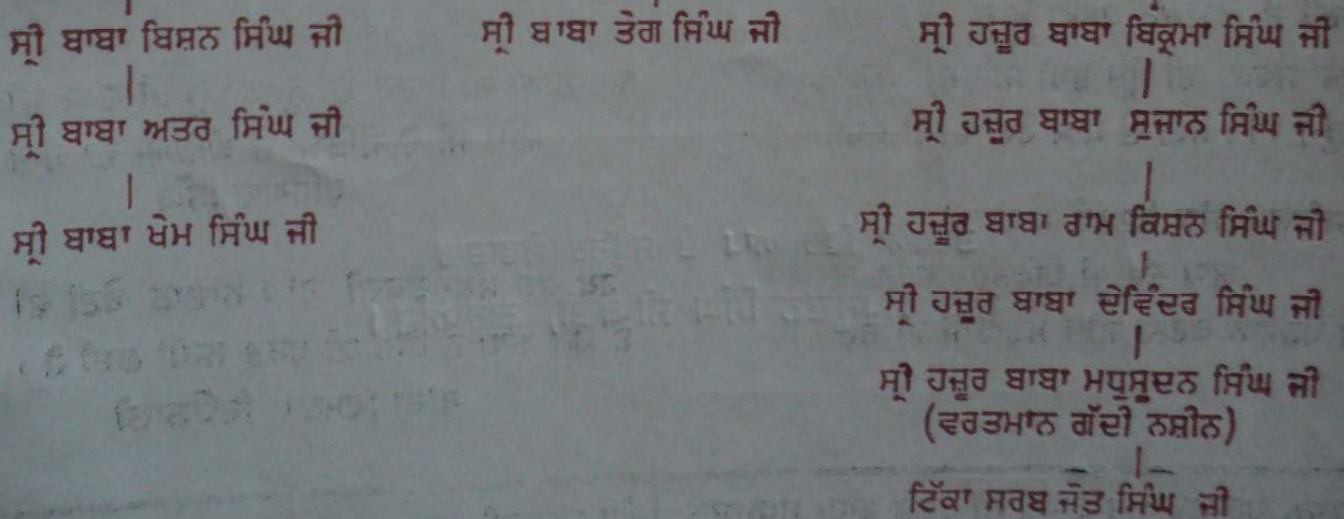 ਸ੍ਰੀ ਬਾਬਾ ਬਿਸ਼ਨ ਸਿੰਘ ਜੀ ਸ੍ਰੀ ਬਾਬਾ ਤੇਗ ਸਿੰਘ ਜੀ ਸ੍ਰੀ ਹਜ਼ੂਰ ਬਾਬਾ ਬਿਕ੍ਰਮਾ ਸਿੰਘ ਜੀ
ਸ੍ਰੀ ਬਾਬਾ ਅਤਰ ਸਿੰਘ ਜੀ ਸ੍ਰੀ ਹਜ਼ੂਰ ਬਾਬਾ ਸੁਜਾਨ ਸਿੰਘ ਜੀ
ਸ੍ਰੀ ਬਾਬਾ ਖੇਮ ਸਿੰਘ ਜੀ ਸ੍ਰੀ ਹਜ਼ੂਰ ਬਾਬਾ ਰਾਮ ਕਿਸ਼ਨ ਸਿੰਘ ਜੀ
ਸ੍ਰੀ ਹਜ਼ੂਰ ਬਾਬਾ ਦੇਵਿੰਦਰ ਸਿੰਘ ਜੀ
ਸ੍ਰੀ ਹਜ਼ੂਰ ਬਾਬਾ ਮਧੁਸੂਦਨ ਸਿੰਘ ਜੀ
(ਵਰਤਮਾਨ ਗੱਦੀ ਨਸ਼ੀਨ)
ਟਿੱਕਾ ਸਰਬ ਜੋਤ ਸਿੰਘ ਜੀ